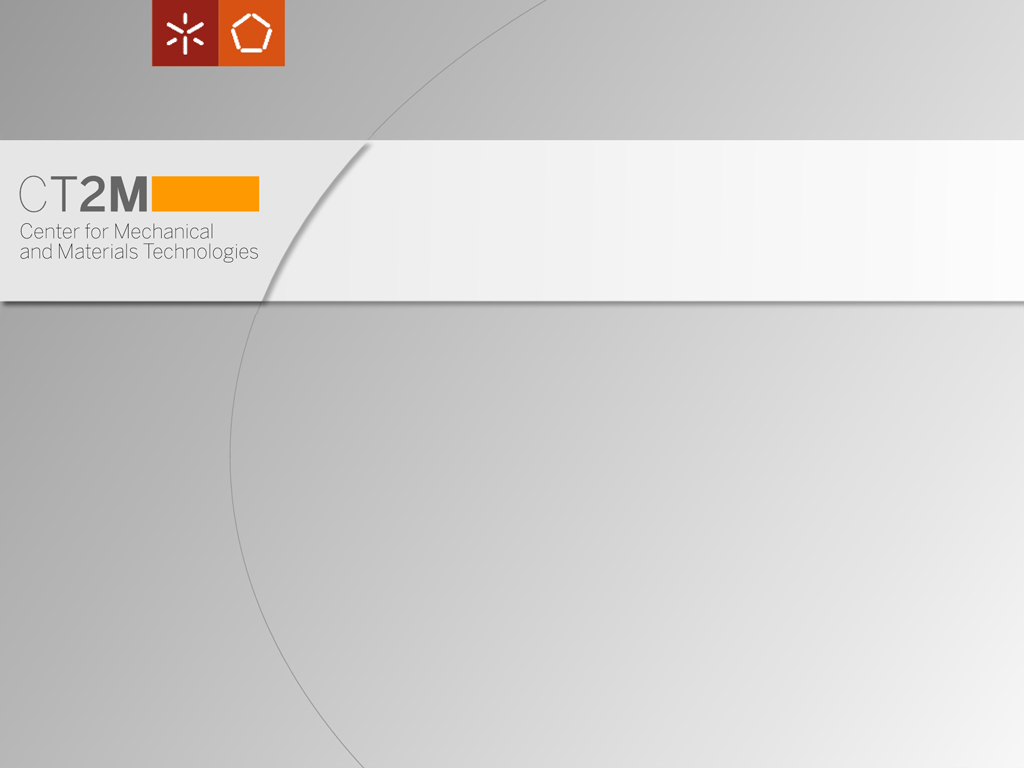 CT2M
Center for Mechanical
and Materials Technologies